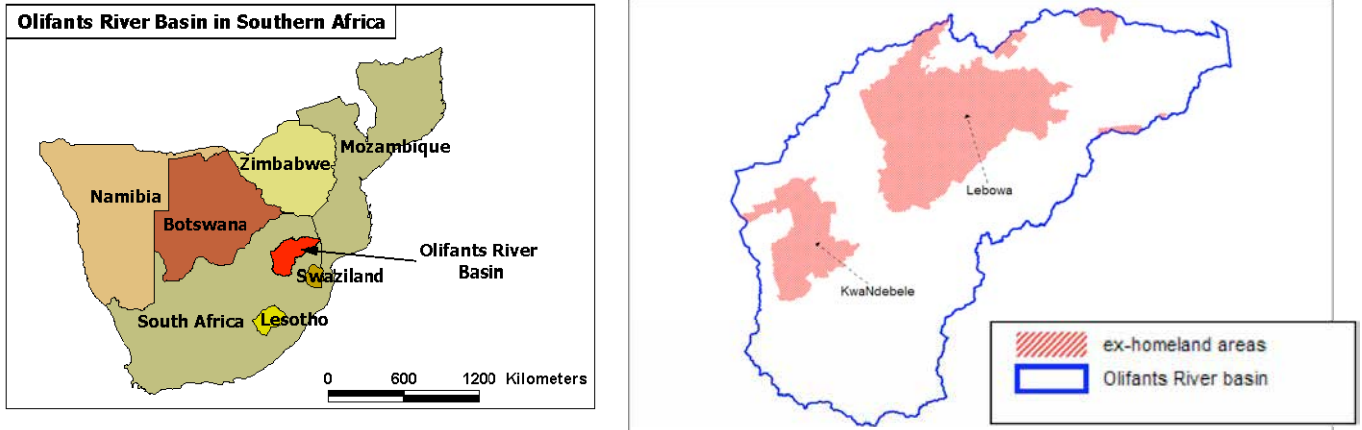 Olifants River Basin in Southern Africa
Mozambique
Zimbabwe
Namibia
Botswana
Olifants River
Basin
Swaziland
South Africa
Lesotho
0 600 1200 Kilometers
Lebowa
KwaNdebele
ex-homeland areas
Olifants River basin